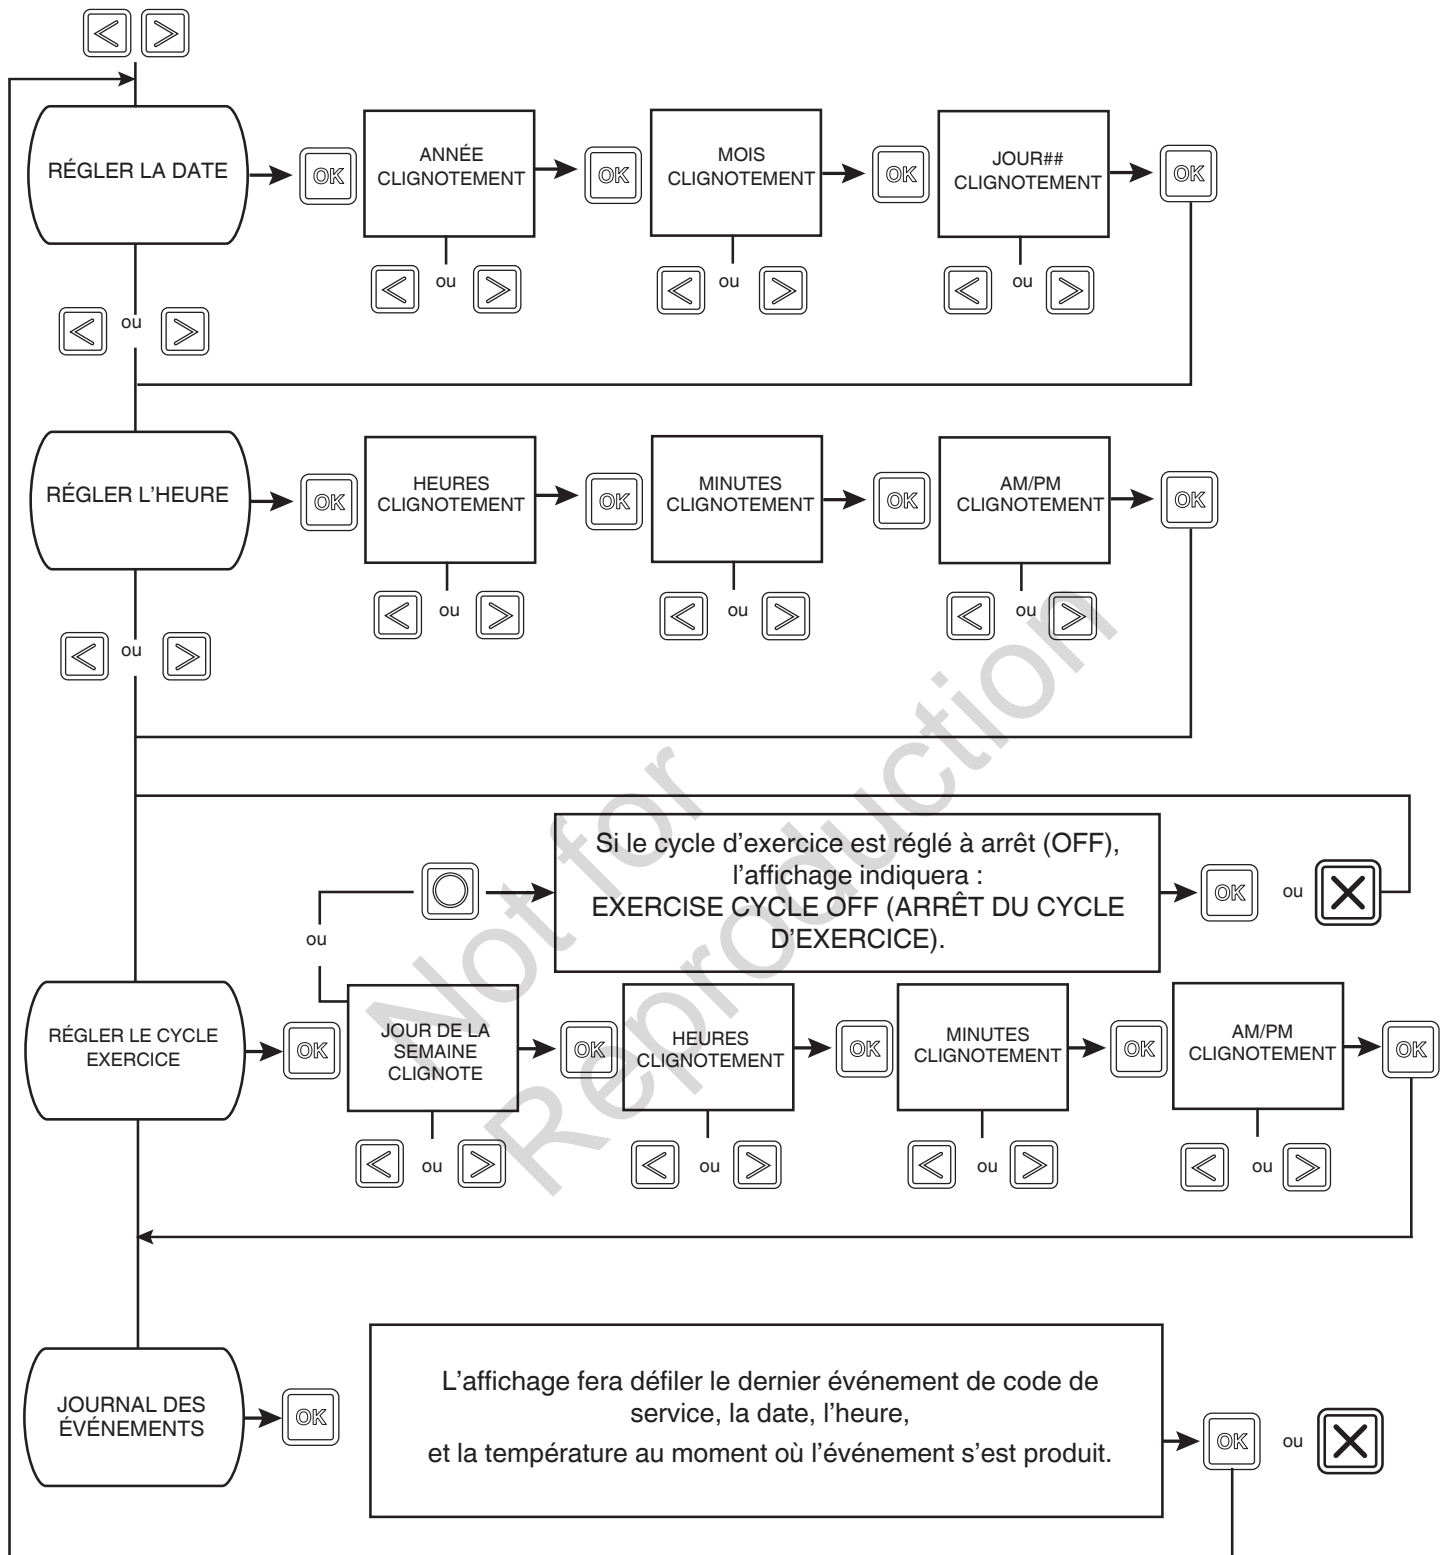 < >
RÉGLER LA DATE
OK
ANNÉE
CLIGNOTEMENT
OK
MOIS
CLIGNOTEMENT
OK
JOUR##
CLIGNOTEMENT
OK
< ou >
< ou >
< ou >
< ou >
RÉGLER L'HEURE
OK
HEURES
CLIGNOTEMENT
OK
MINUTES
CLIGNOTEMENT
OK
AM/PM
CLIGNOTEMENT
OK
< ou >
< ou >
< ou >
< ou >
Si le cycle d'exercice est réglé à arrêt (OFF),
l'affichage indiquera :
EXERCISE CYCLE OFF (ARRÊT DU CYCLE
D'EXERCICE).
OK ou X
ou
RÉGLER LE CYCLE
EXERCICE
OK
JOUR DE LA
SEMAINE
CLIGNOTE
OK
HEURES
CLIGNOTEMENT
OK
MINUTES
CLIGNOTEMENT
OK
AM/PM
CLIGNOTEMENT
OK
< ou >
< ou >
< ou >
< ou >
JOURNAL DES
ÉVÉNEMENTS
OK
L'affichage fera défiler le dernier événement de code de
service, la date, l'heure,
et la température au moment où l'événement s'est produit.
OK ou X
Not for
Reproduction